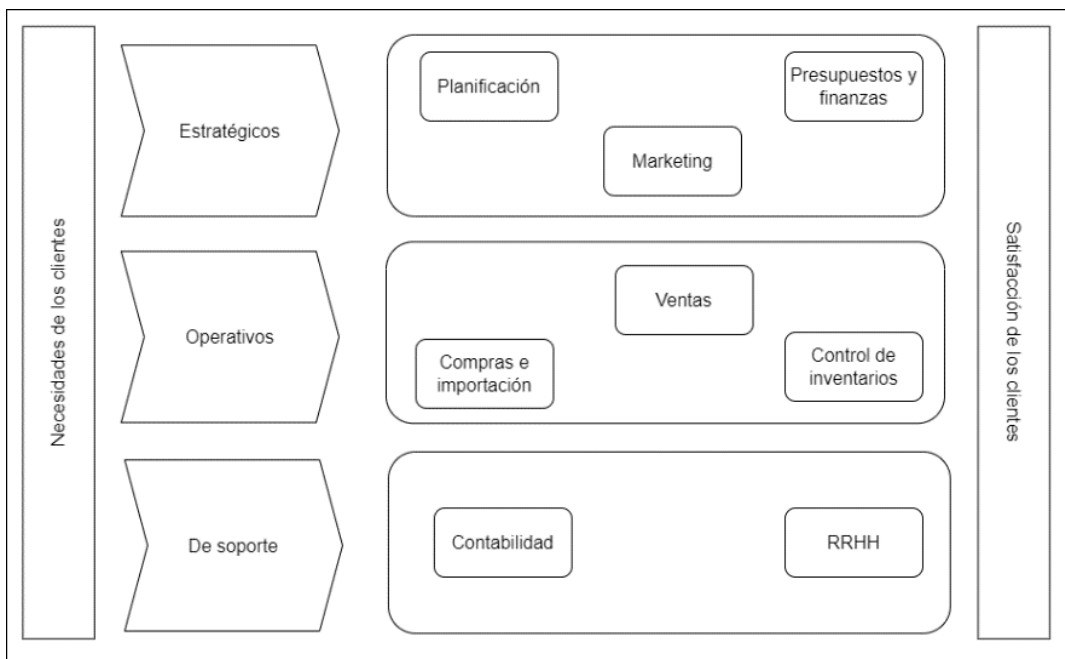 Necesidades de los clientes
Estratégicos
Planificación
Presupuestos y
finanzas
Marketing
Operativos
Ventas
Compras e
importación
Control de
inventarios
De soporte
Contabilidad
RRHH
Satisfacción de los clientes